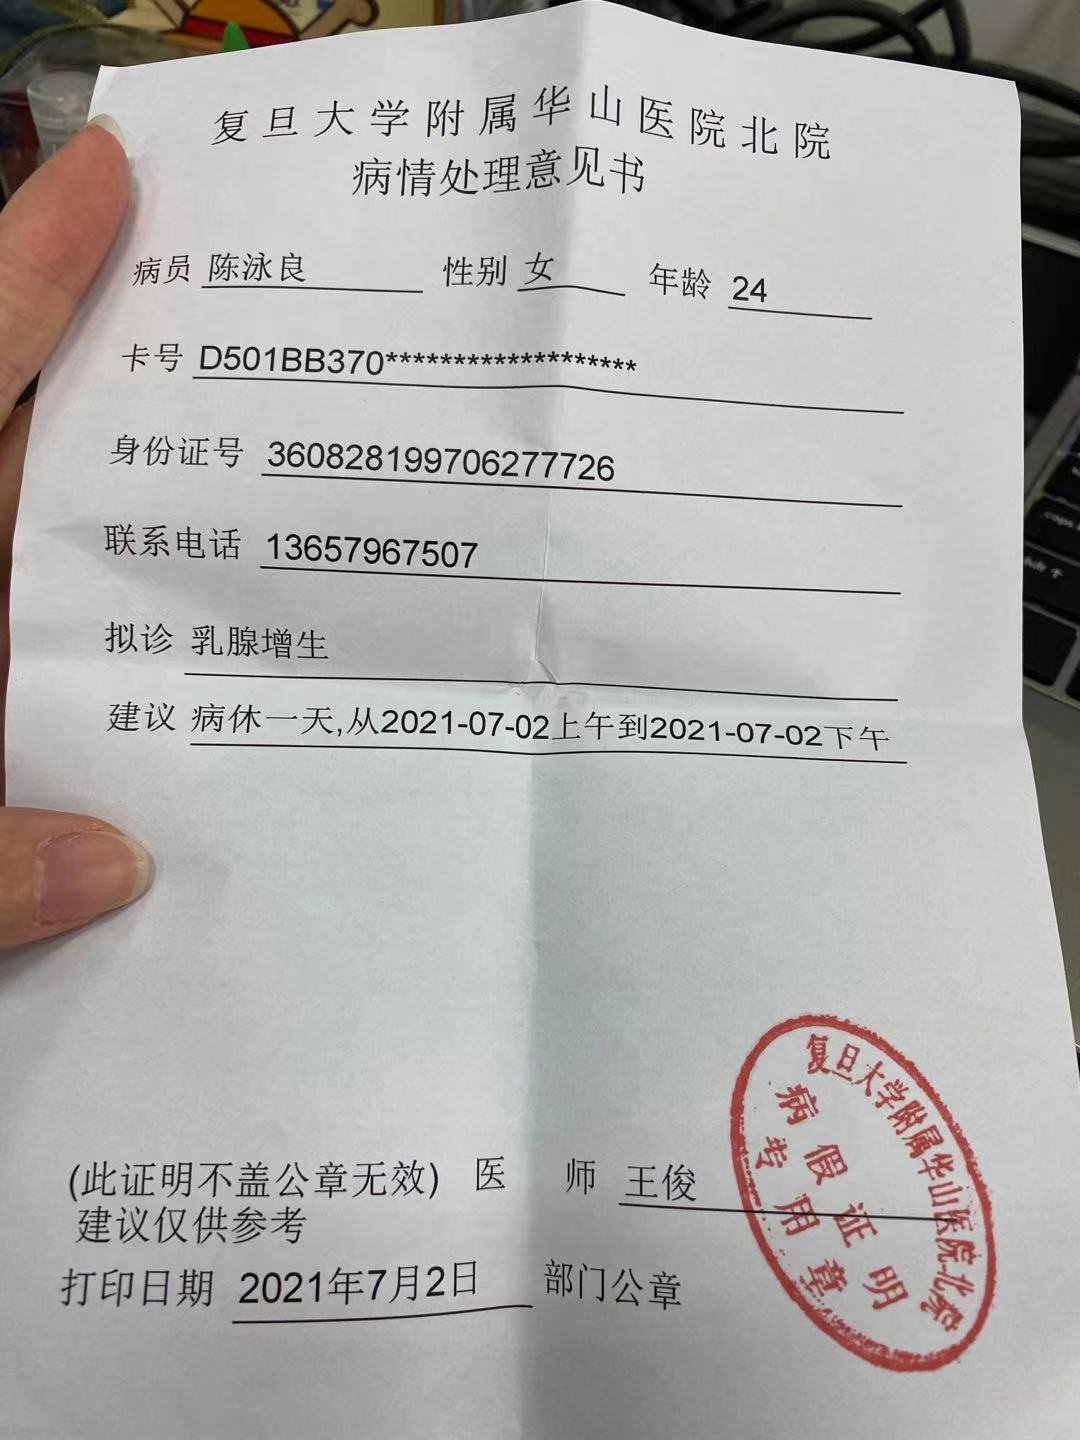 复旦大学附属华山医院北院
病情处理意见书
病员 陈泳良 性别 女 年龄 24
卡号 D501BB370*******************
身份证号 360828199706277726
联系电话 13657967507
拟诊 乳腺增生
建议 病休一天,从2021-07-02上午到2021-07-02下午
(此证明不盖公章无效) 医 师 王俊
建议仅供参考
打印日期 2021年7月2日 部门公章
复旦大学附属华山医院北院
病假证明
专用章